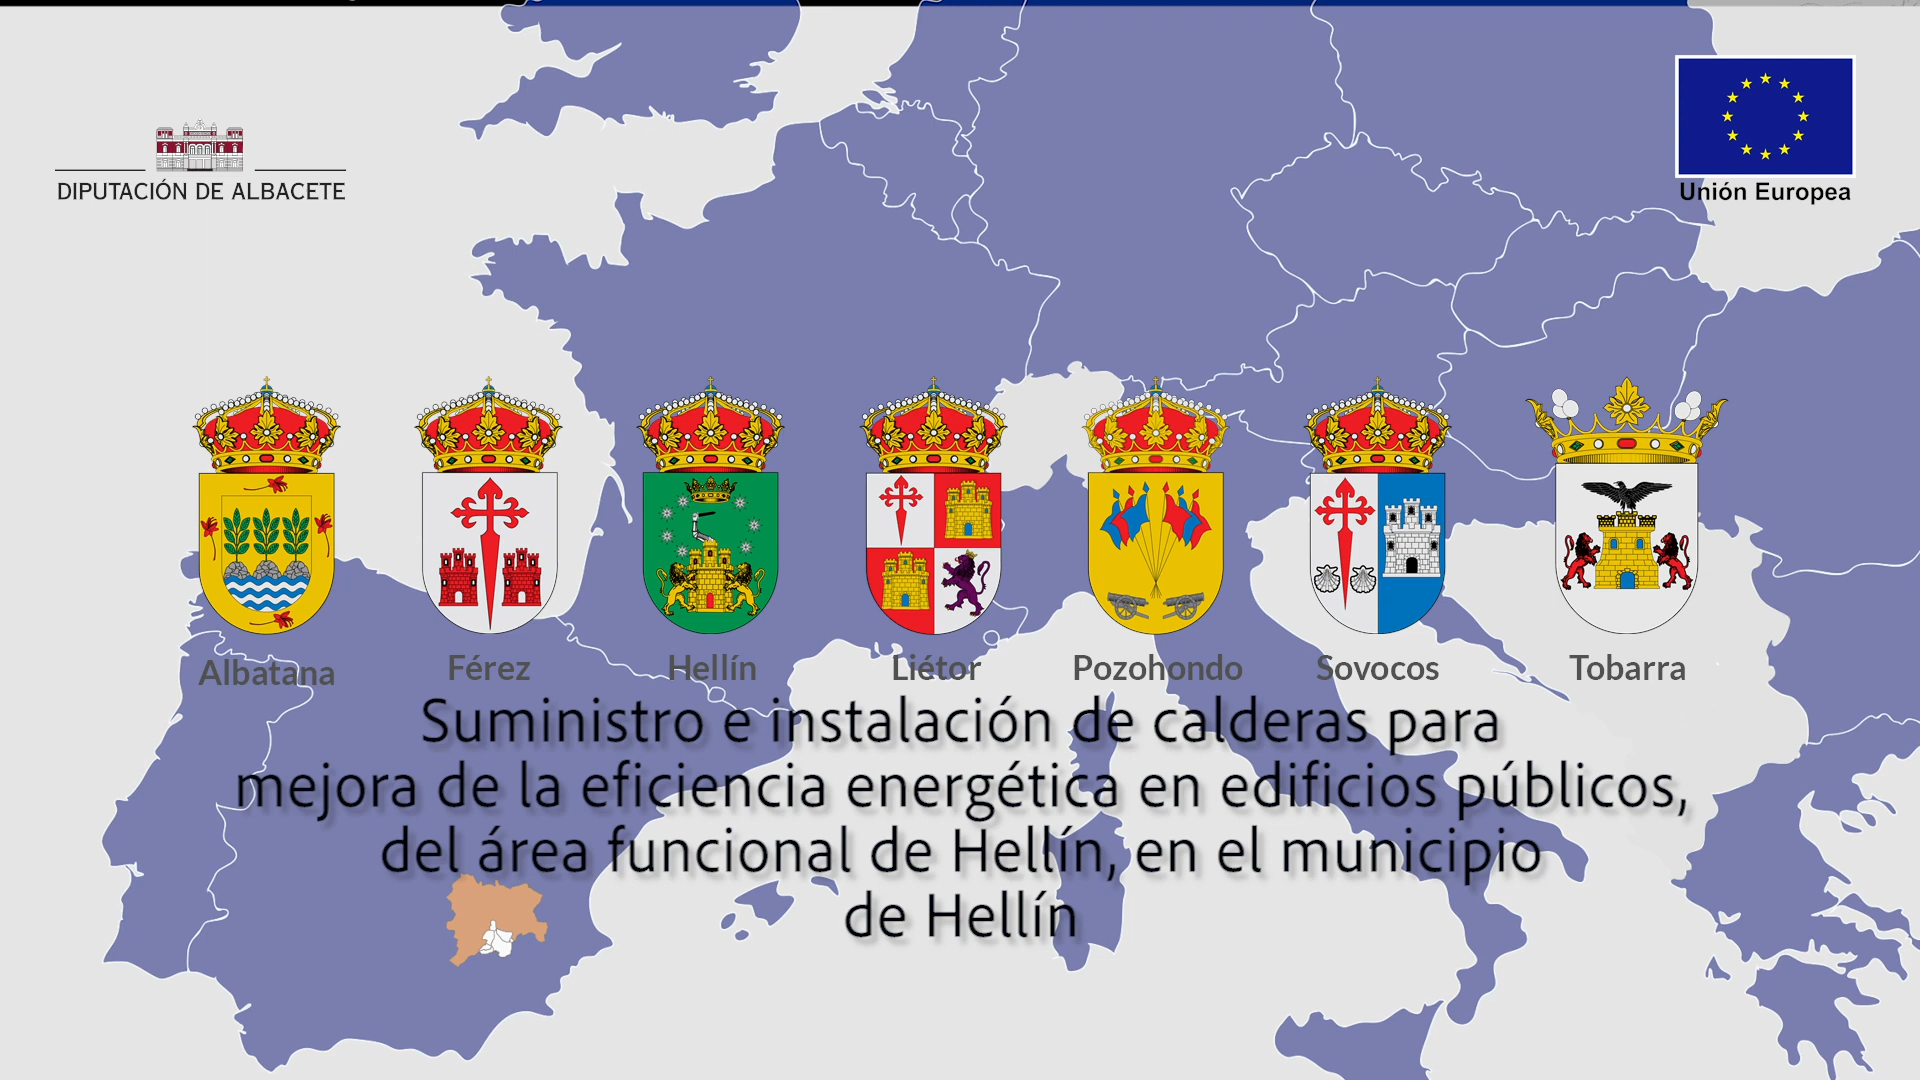 DIPUTACIÓN DE ALBACETE
Unión Europea
Albatana
Férez
Hellín
Liétor
Pozohondo
Sovocos
Tobarra
Suministro e instalación de calderas para
mejora de la eficiencia energética en edificios públicos,
del área funcional de Hellín, en el municipio
de Hellín